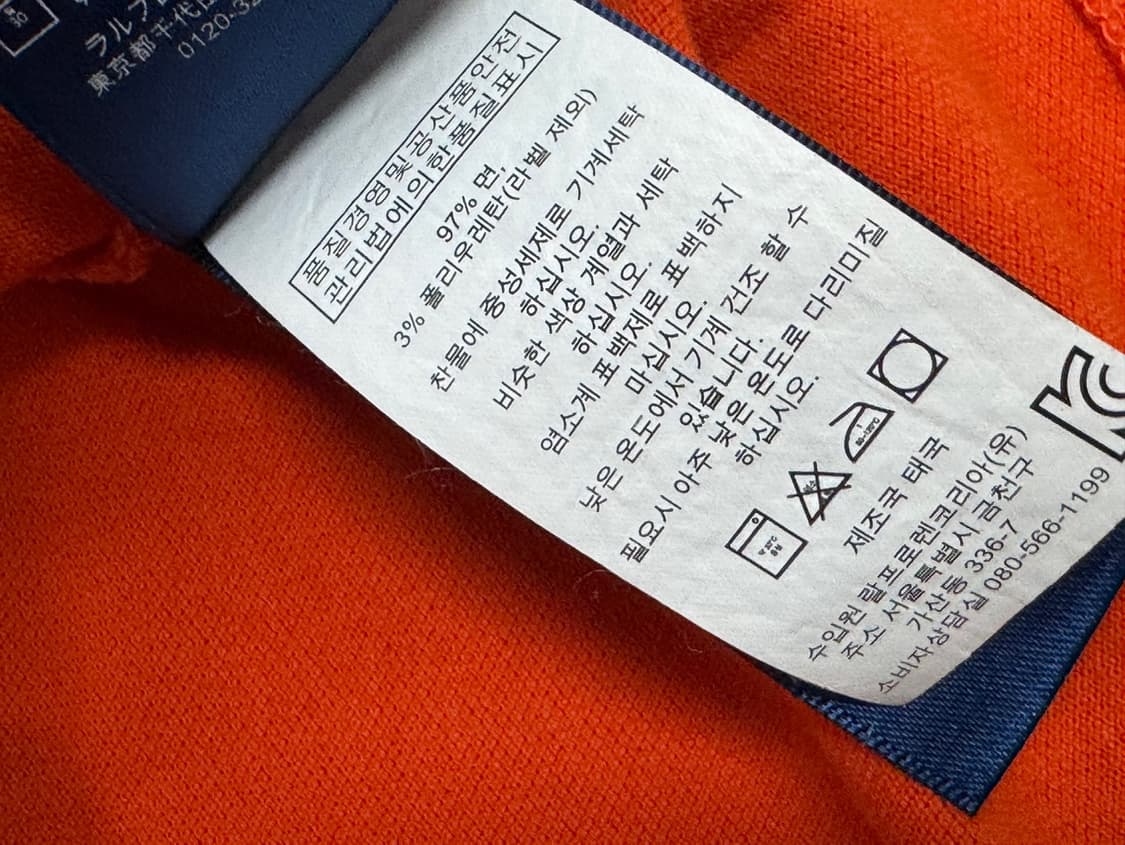 ラルフ
東京都千代田
0120-32
품질경영및공산품안전
관리법에의한품질표시
97% 면,
3% 폴리우레탄(라벨 제외)
찬물에 중성세제로 기계세탁
하십시오.
비슷한 색상 계열과 세탁
하십시오.
염소계 표백제로 표백하지
마십시오.
낮은 온도에서 기계 건조 할 수
있습니다.
필요시 아주 낮은 온도로 다리미질
하십시오.
제조국 태국
수입원 랄프로렌코리아(유)
주소 서울특별시 금천구
가산동 336-7
소비자상담실 080-566-1199